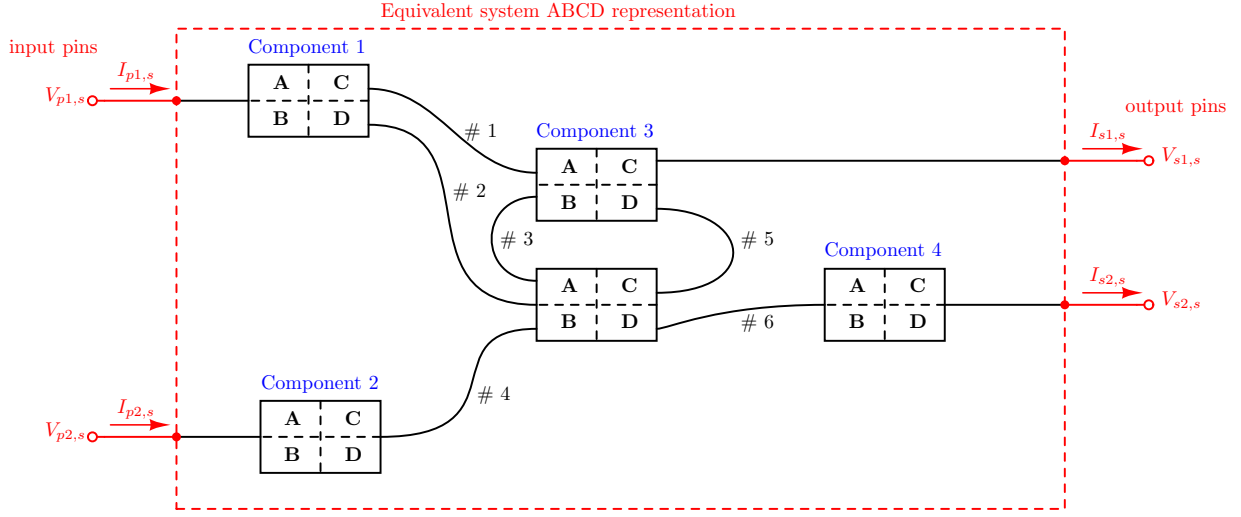 Equivalent system ABCD representation
input pins
Component 1
I_{p1,s}
V_{p1,s}
A C
B D
# 1
output pins
Component 3
I_{s1,s}
V_{s1,s}
A C
B D
# 2
# 3
# 5
Component 4
I_{s2,s}
V_{s2,s}
A C
B D
A C
B D
# 6
Component 2
# 4
I_{p2,s}
V_{p2,s}
A C
B D